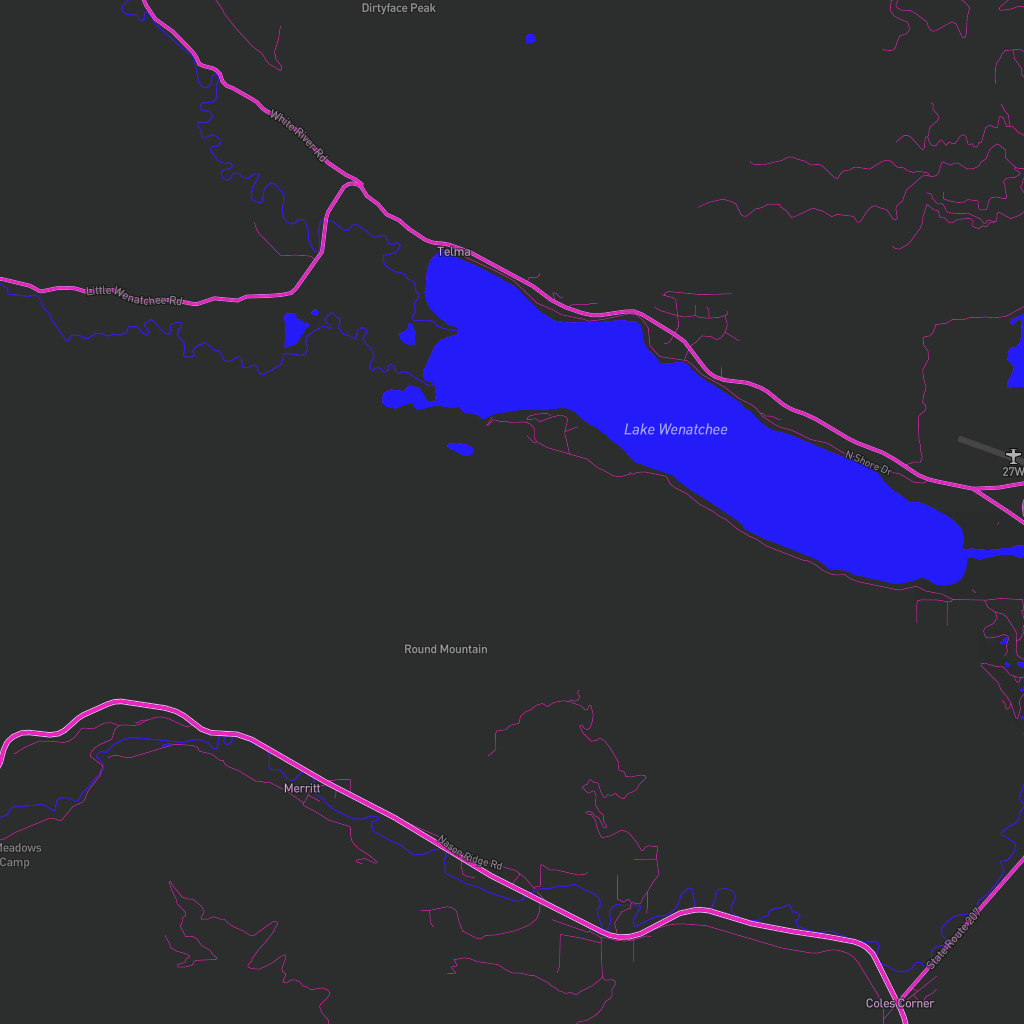 Dirtyface Peak
White River Rd
Telma
Little Wenatchee Rd
Lake Wenatchee
N Shore Dr
27W
Round Mountain
Merritt
Meadows
Camp
Nason Ridge Rd
State Route 207
Coles Corner